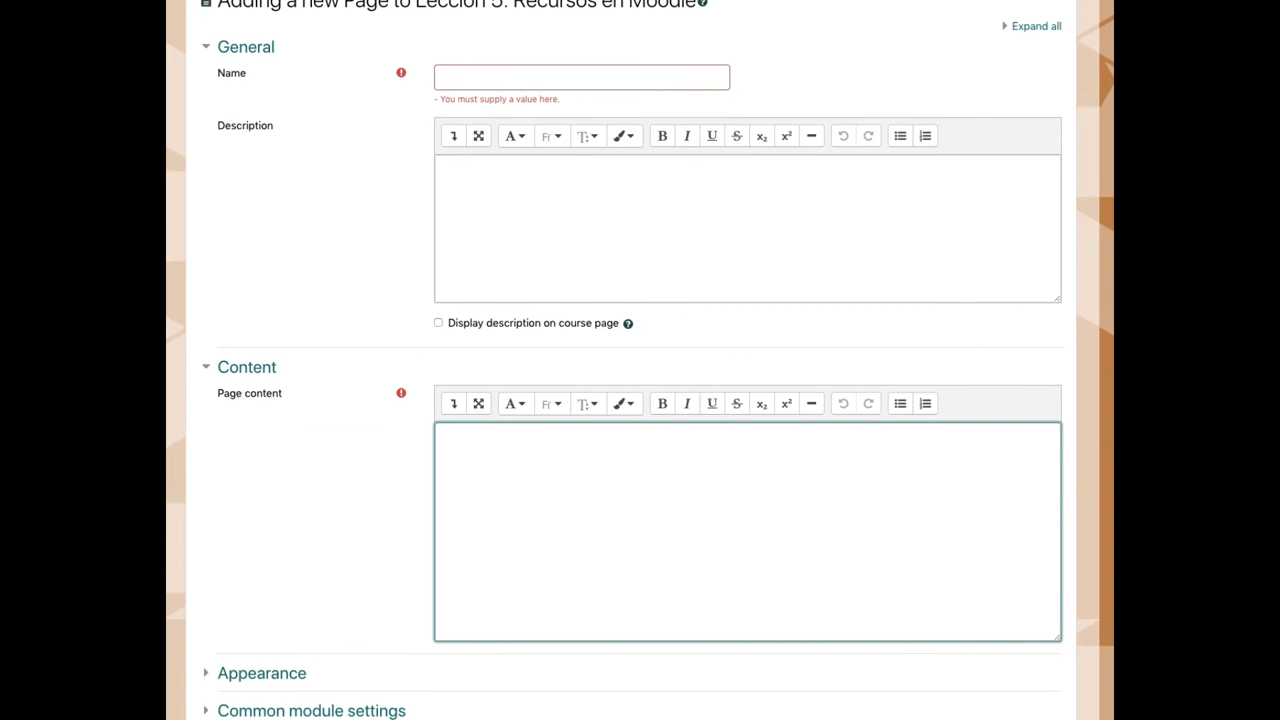 Adding a new Page to Lección 5: Recursos en Moodle
Expand all
General
Name
- You must supply a value here.
Description
Display description on course page
Content
Page content
Appearance
Common module settings